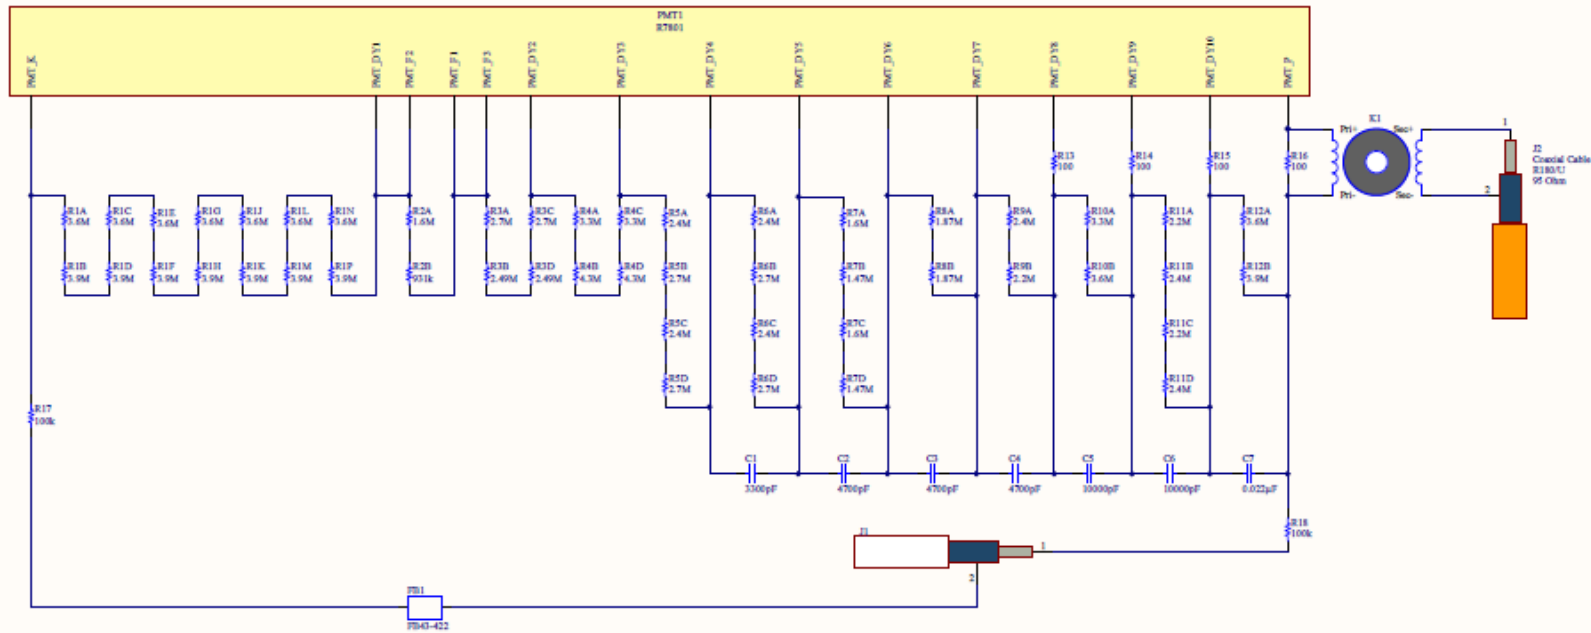 PMT1
R7801
PMT_K
PMT_DY1
PMT_F2
PMT_F1
PMT_F3
PMT_DY2
PMT_DY3
PMT_DY4
PMT_DY5
PMT_DY6
PMT_DY7
PMT_DY8
PMT_DY9
PMT_DY10
PMT_P
K1
Pri+
Sec+
Pri-
Sec-
1
2
J2
Coaxial Cable
R180/U
95 Ohm
R13
100
R14
100
R15
100
R16
100
R1A
3.6M
R1C
3.6M
R1E
3.6M
R1G
3.6M
R1J
3.6M
R1L
3.6M
R1N
3.6M
R2A
1.6M
R3A
2.7M
R3C
2.7M
R4A
3.3M
R4C
3.3M
R5A
2.4M
R6A
2.4M
R7A
1.6M
R8A
1.87M
R9A
2.4M
R10A
3.3M
R11A
2.2M
R12A
3.6M
R1B
3.9M
R1D
3.9M
R1F
3.9M
R1H
3.9M
R1K
3.9M
R1M
3.9M
R1P
3.9M
R2B
931k
R3B
2.49M
R3D
2.49M
R4B
4.3M
R4D
4.3M
R5B
2.7M
R6B
2.7M
R7B
1.47M
R8B
1.87M
R9B
2.2M
R10B
3.6M
R11B
2.4M
R12B
3.9M
R5C
2.4M
R6C
2.4M
R7C
1.6M
R11C
2.2M
R5D
2.7M
R6D
2.7M
R7D
1.47M
R11D
2.4M
R17
100k
C1
3300pF
C2
4700pF
C3
4700pF
C4
4700pF
C5
10000pF
C6
10000pF
C7
0.022µF
R18
100k
J1
1
2
FB1
FB43-422